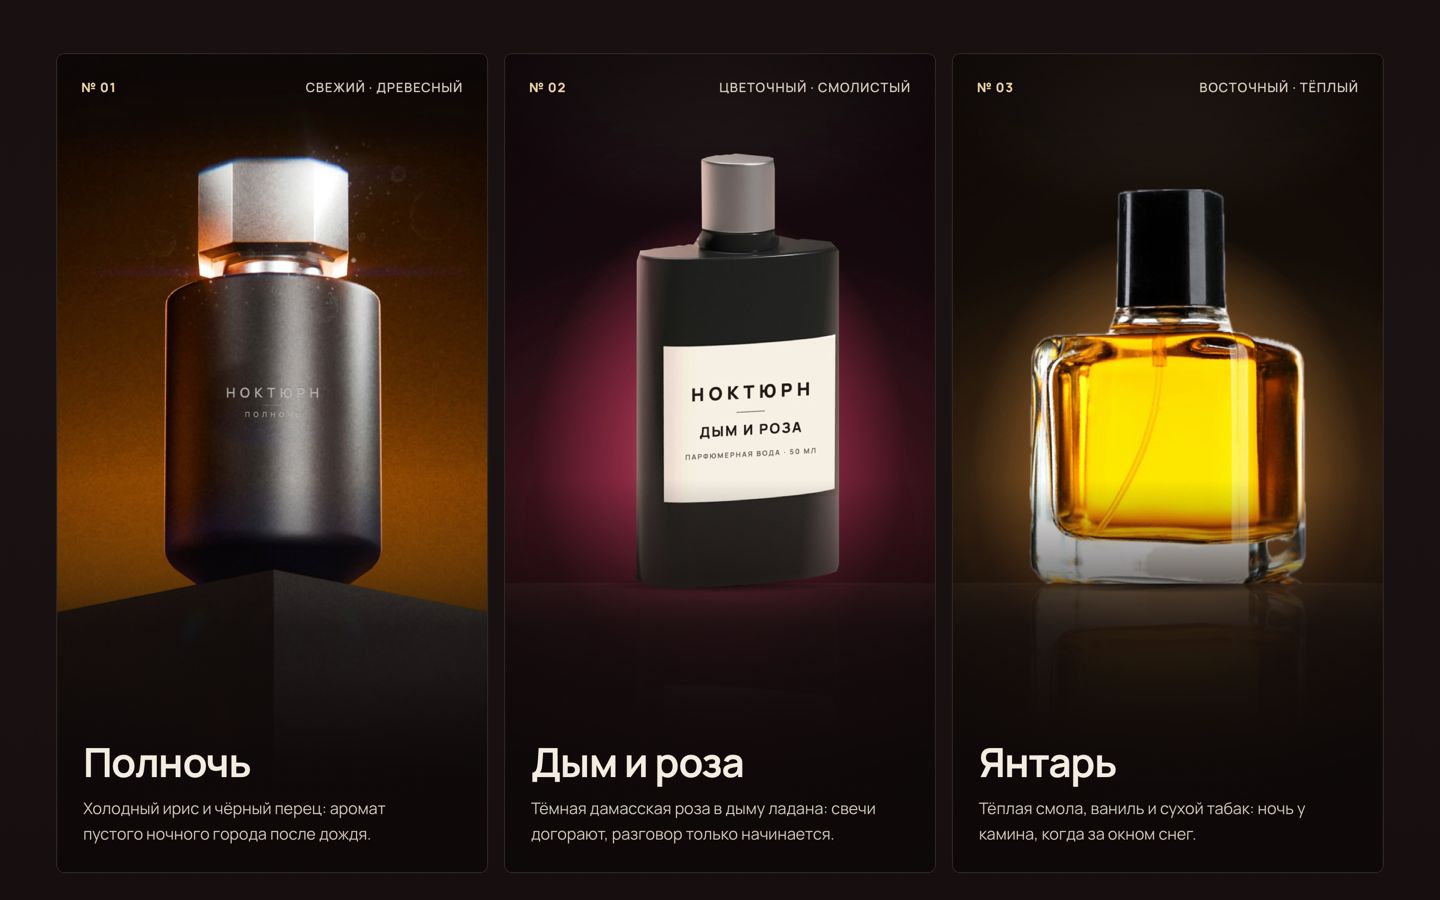 № 01
СВЕЖИЙ · ДРЕВЕСНЫЙ
НОКТЮРН
ПОЛНОЧЬ
Полночь
Холодный ирис и чёрный перец: аромат
пустого ночного города после дождя.
№ 02
ЦВЕТОЧНЫЙ · СМОЛИСТЫЙ
НОКТЮРН
ДЫМ И РОЗА
ПАРФЮМЕРНАЯ ВОДА · 50 МЛ
Дым и роза
Тёмная дамасская роза в дыму ладана: свечи
догорают, разговор только начинается.
№ 03
ВОСТОЧНЫЙ · ТЁПЛЫЙ
Янтарь
Тёплая смола, ваниль и сухой табак: ночь у
камина, когда за окном снег.